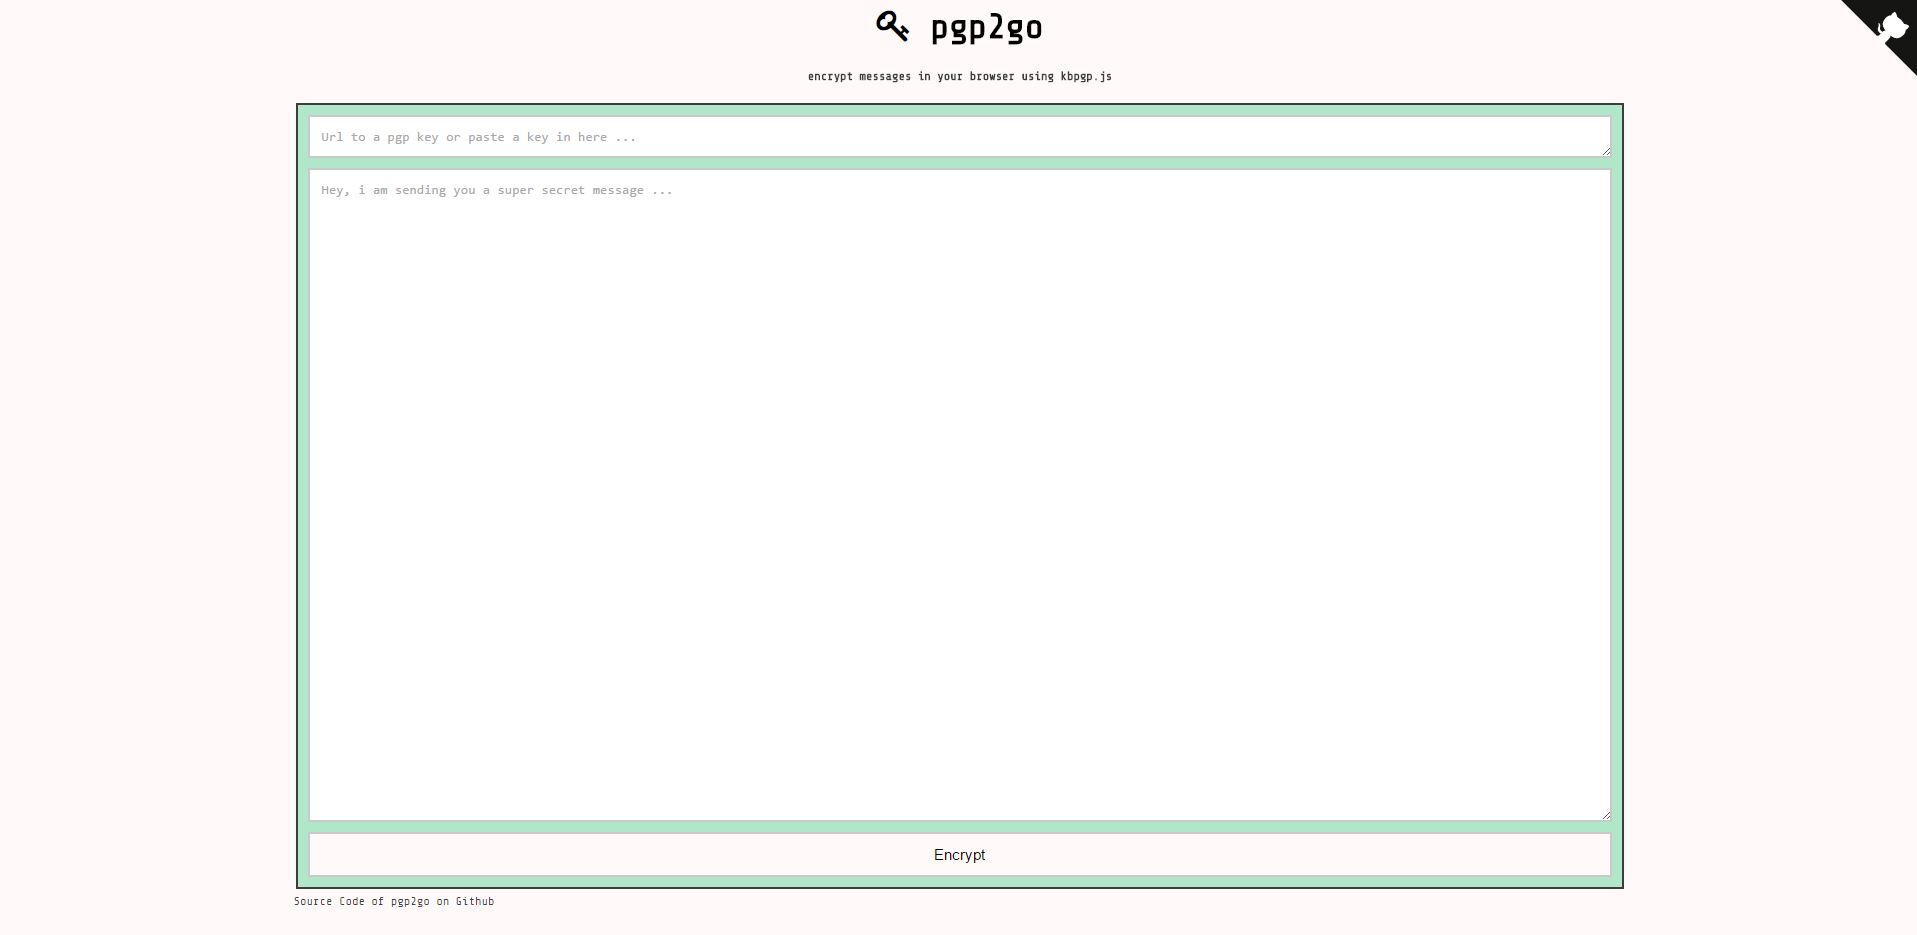 pgp2go
encrypt messages in your browser using kbpgp.js
Url to a pgp key or paste a key in here ...
Hey, i am sending you a super secret message ...
Encrypt
Source Code of pgp2go on Github